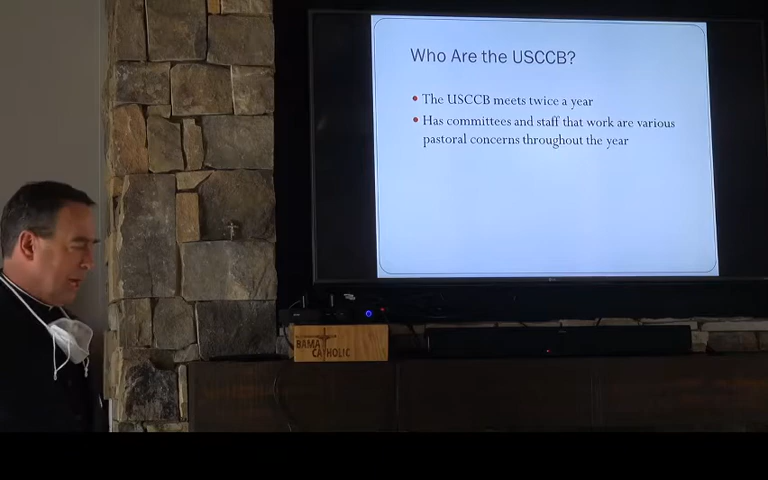 Who Are the USCCB?
The USCCB meets twice a year
Has committees and staff that work are various
pastoral concerns throughout the year
BAMA
CATHOLIC